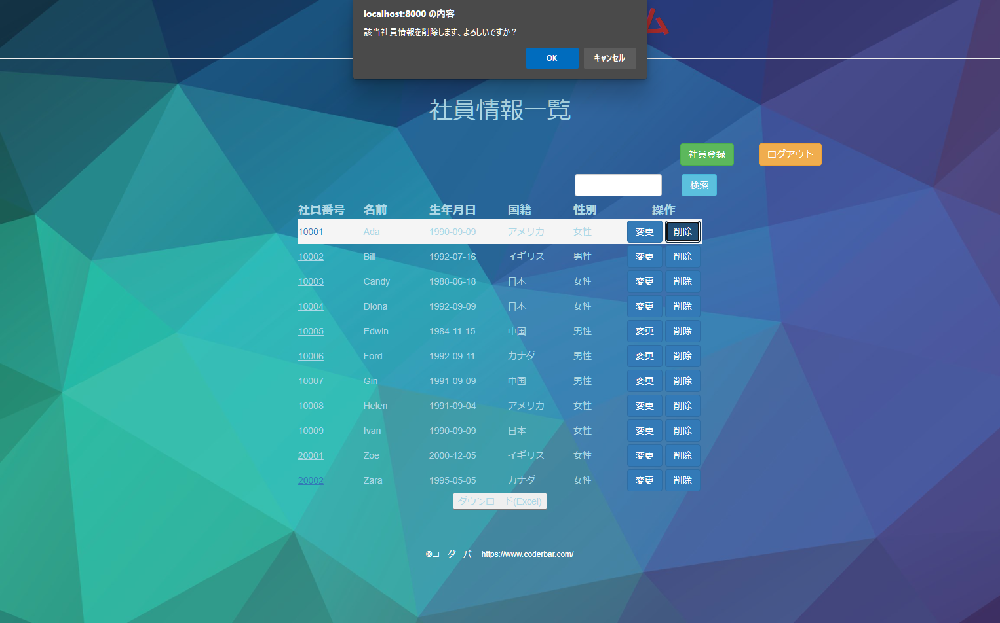 localhost:8000 の内容
該当社員情報を削除します、よろしいですか？
OK キャンセル
ム
社員情報一覧
社員登録 ログアウト
検索
社員番号 名前 生年月日 国籍 性別 操作
10001 Ada 1990-09-09 アメリカ 女性 変更 削除
10002 Bill 1992-07-16 イギリス 男性 変更 削除
10003 Candy 1988-06-18 日本 女性 変更 削除
10004 Diona 1992-09-09 日本 女性 変更 削除
10005 Edwin 1984-11-15 中国 男性 変更 削除
10006 Ford 1992-09-11 カナダ 男性 変更 削除
10007 Gin 1991-09-09 中国 男性 変更 削除
10008 Helen 1991-09-04 アメリカ 女性 変更 削除
10009 Ivan 1990-09-09 日本 女性 変更 削除
20001 Zoe 2000-12-05 イギリス 女性 変更 削除
20002 Zara 1995-05-05 カナダ 女性 変更 削除
ダウンロード(Excel)
©コーダーバー https://www.coderbar.com/